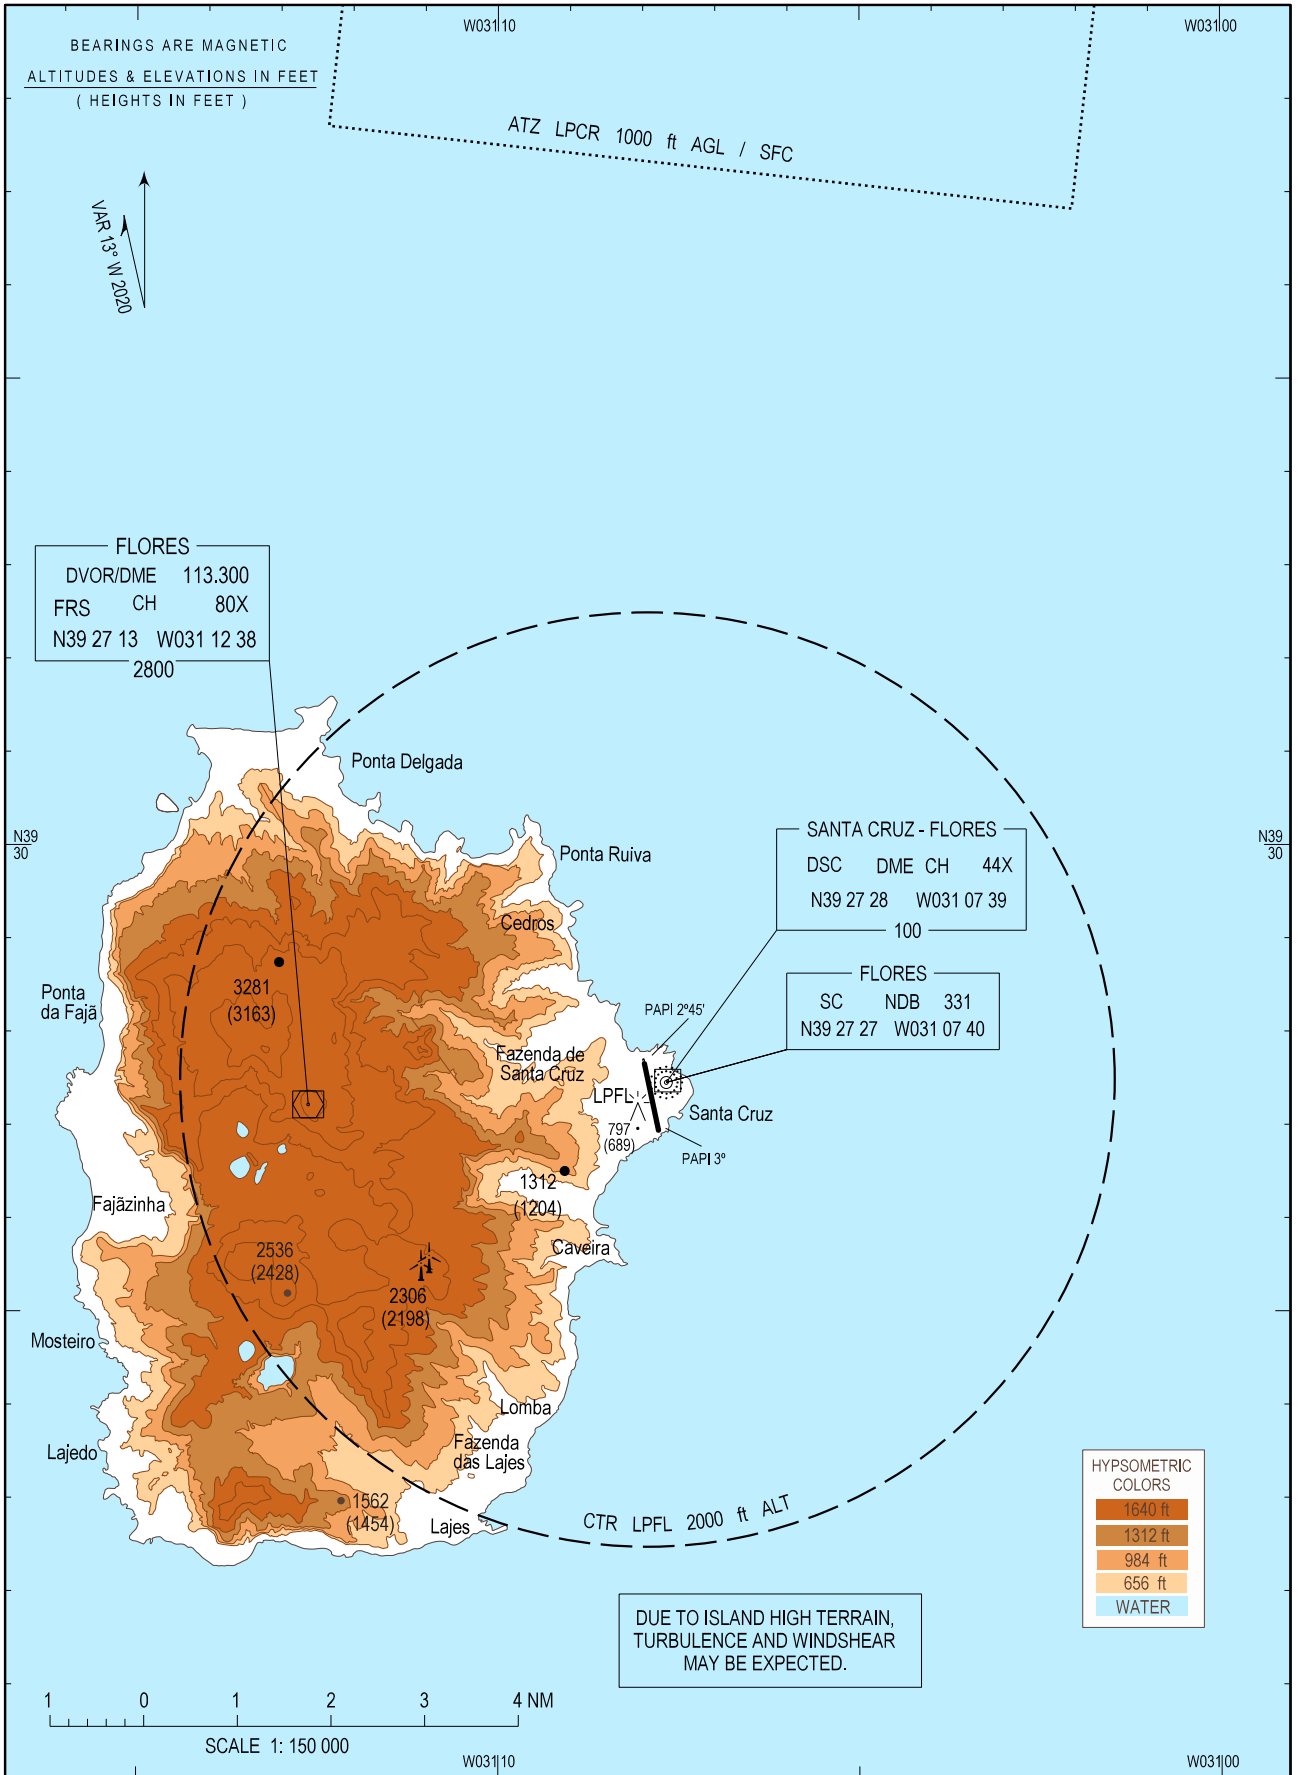 W031 10
W031 00
BEARINGS ARE MAGNETIC
ALTITUDES & ELEVATIONS IN FEET
( HEIGHTS IN FEET )
ATZ LPCR 1000 ft AGL / SFC
VAR 13° W 2020
FLORES
DVOR/DME 113.300
FRS CH 80X
N39 27 13 W031 12 38
2800
Ponta Delgada
N39
30
N39
30
Ponta Ruiva
SANTA CRUZ - FLORES
DSC DME CH 44X
N39 27 28 W031 07 39
100
Cedros
FLORES
SC NDB 331
N39 27 27 W031 07 40
3281
(3163)
Ponta
da Fajã
PAPI 2º45'
Fazenda de
Santa Cruz
LPFL
797
(689)
Santa Cruz
PAPI 3º
1312
(1204)
Fajãzinha
Caveira
2536
(2428)
2306
(2198)
Mosteiro
Lomba
Fazenda
das Lajes
Lajedo
1562
(1454)
Lajes
CTR LPFL 2000 ft ALT
HYPSOMETRIC
COLORS
1640 ft
1312 ft
984 ft
656 ft
WATER
DUE TO ISLAND HIGH TERRAIN,
TURBULENCE AND WINDSHEAR
MAY BE EXPECTED.
1 0 1 2 3 4 NM
SCALE 1: 150 000
W031 10
W031 00